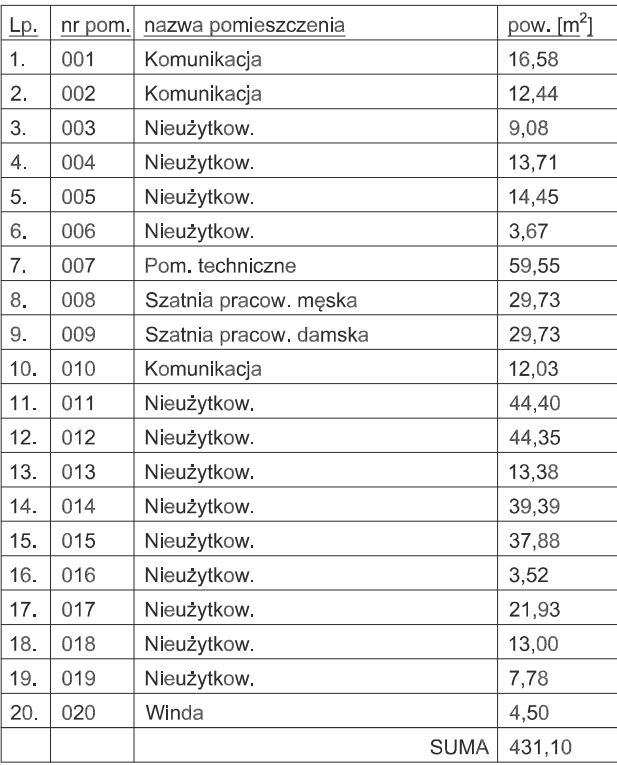 Lp. nr pom. nazwa pomieszczenia pow. [m²]
1. 001 Komunikacja 16,58
2. 002 Komunikacja 12,44
3. 003 Nieużytkow. 9,08
4. 004 Nieużytkow. 13,71
5. 005 Nieużytkow. 14,45
6. 006 Nieużytkow. 3,67
7. 007 Pom. techniczne 59,55
8. 008 Szatnia pracow. męska 29,73
9. 009 Szatnia pracow. damska 29,73
10. 010 Komunikacja 12,03
11. 011 Nieużytkow. 44,40
12. 012 Nieużytkow. 44,35
13. 013 Nieużytkow. 13,38
14. 014 Nieużytkow. 39,39
15. 015 Nieużytkow. 37,88
16. 016 Nieużytkow. 3,52
17. 017 Nieużytkow. 21,93
18. 018 Nieużytkow. 13,00
19. 019 Nieużytkow. 7,78
20. 020 Winda 4,50
SUMA 431,10